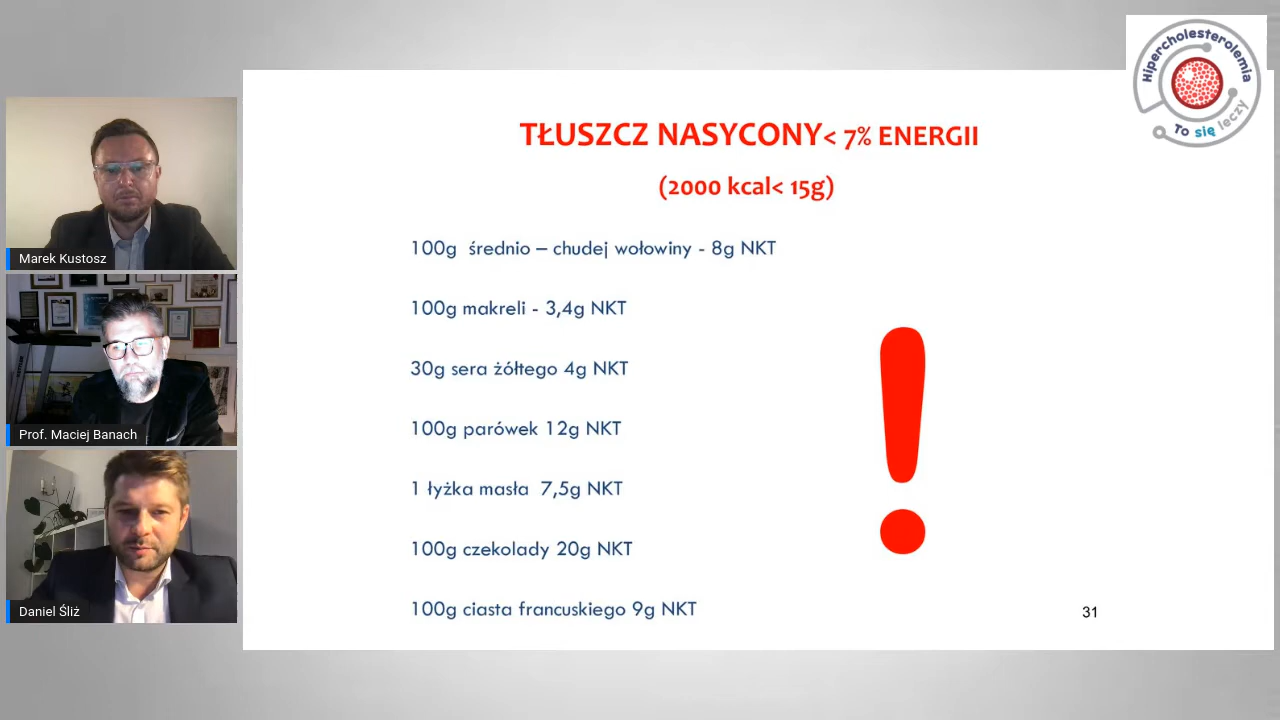 Hipercholesterolemia
To się leczy
TŁUSZCZ NASYCONY< 7% ENERGII
(2000 kcal< 15g)
100g średnio – chudej wołowiny - 8g NKT
100g makreli - 3,4g NKT
30g sera żółtego 4g NKT
100g parówek 12g NKT
1 łyżka masła 7,5g NKT
100g czekolady 20g NKT
100g ciasta francuskiego 9g NKT
31
Marek Kustosz
Prof. Maciej Banach
Daniel Śliż